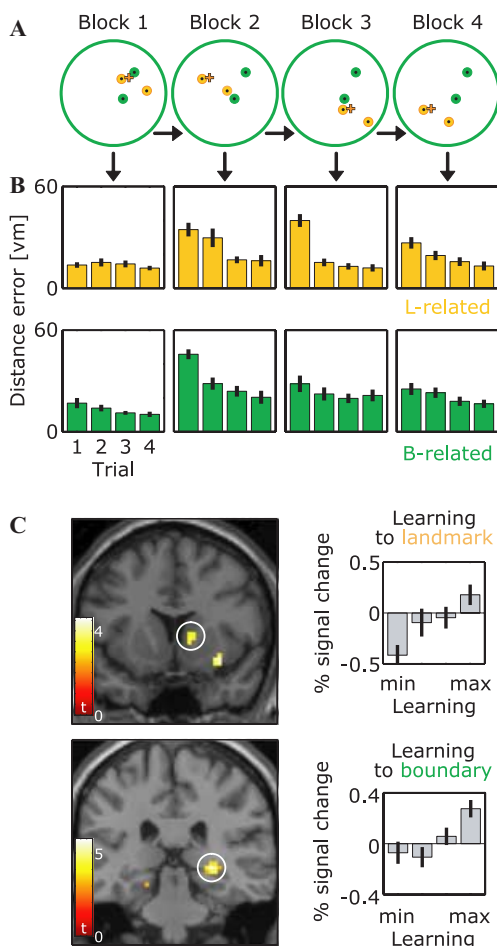 A
Block 1 Block 2 Block 3 Block 4
B
Distance error [vm]
60
0
L-related
60
0
1 2 3 4
Trial
B-related
C
4
t
0
Learning
to landmark
% signal change
0.5
0
-0.5
min max
Learning
5
t
0
Learning
to boundary
% signal change
0.4
0
-0.4
min max
Learning